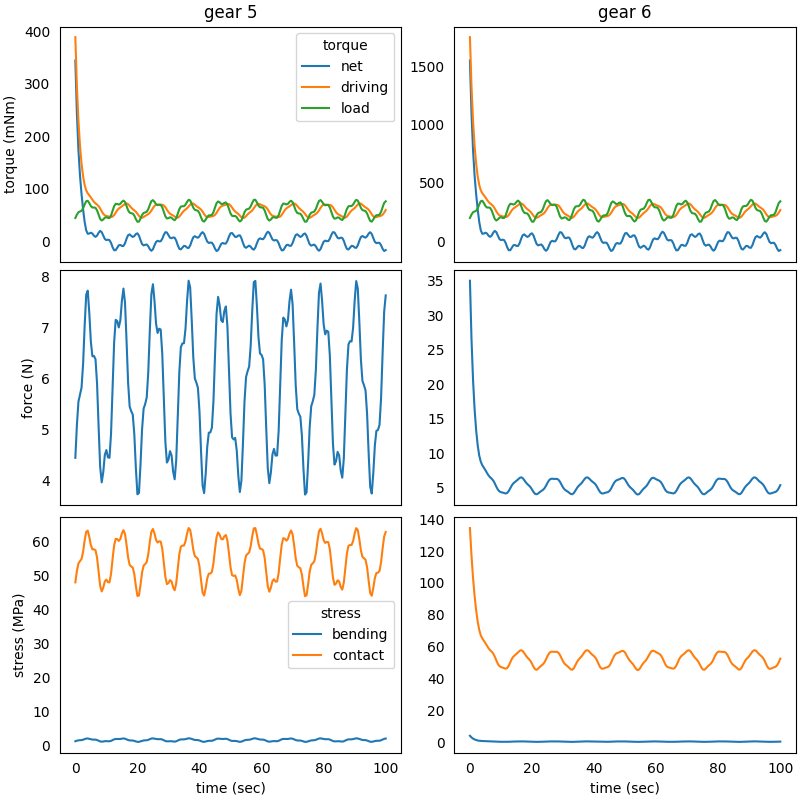 gear 5
gear 6
torque (mNm)
400
300
200
100
0
torque
net
driving
load
1500
1000
500
0
force (N)
8
7
6
5
4
35
30
25
20
15
10
5
stress (MPa)
60
50
40
30
20
10
0
stress
bending
contact
140
120
100
80
60
40
20
0
0 20 40 60 80 100
time (sec)
0 20 40 60 80 100
time (sec)